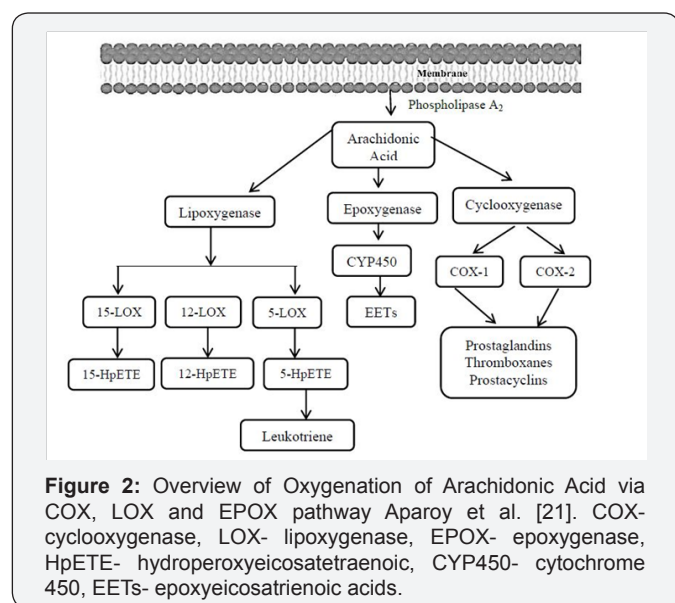 Membrane
Phospholipase A₂
Arachidonic
Acid
Lipoxygenase
Epoxygenase
Cyclooxygenase
CYP450
COX-1
COX-2
15-LOX
12-LOX
5-LOX
EETs
Prostaglandins
Thromboxanes
Prostacyclins
15-HpETE
12-HpETE
5-HpETE
Leukotriene
Figure 2: Overview of Oxygenation of Arachidonic Acid via
COX, LOX and EPOX pathway Aparoy et al. [21]. COX-
cyclooxygenase, LOX- lipoxygenase, EPOX- epoxygenase,
HpETE- hydroperoxyeicosatetraenoic, CYP450- cytochrome
450, EETs- epoxyeicosatrienoic acids.